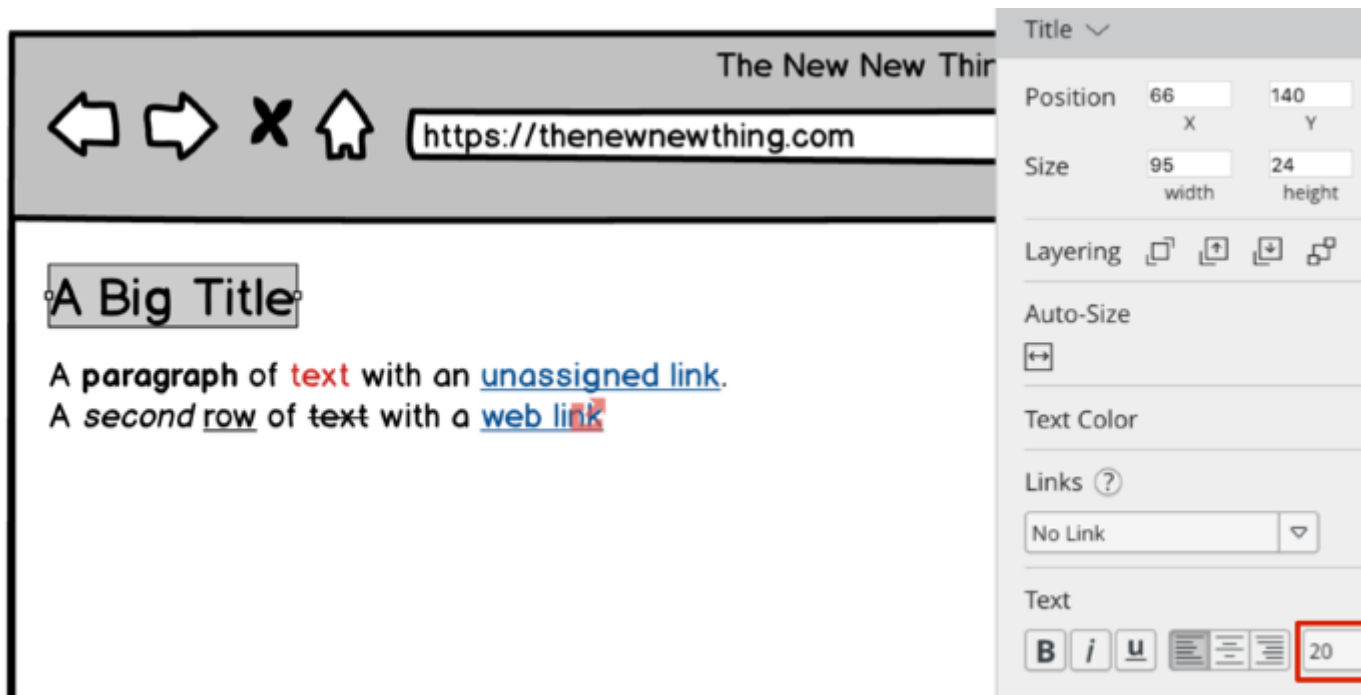 The New New Thin
https://thenewnewthing.com
A Big Title
A paragraph of text with an unassigned link.
A second row of text with a web link
Title
Position 66 140
X Y
Size 95 24
width height
Layering
Auto-Size
Text Color
Links ?
No Link
Text
B i u 20